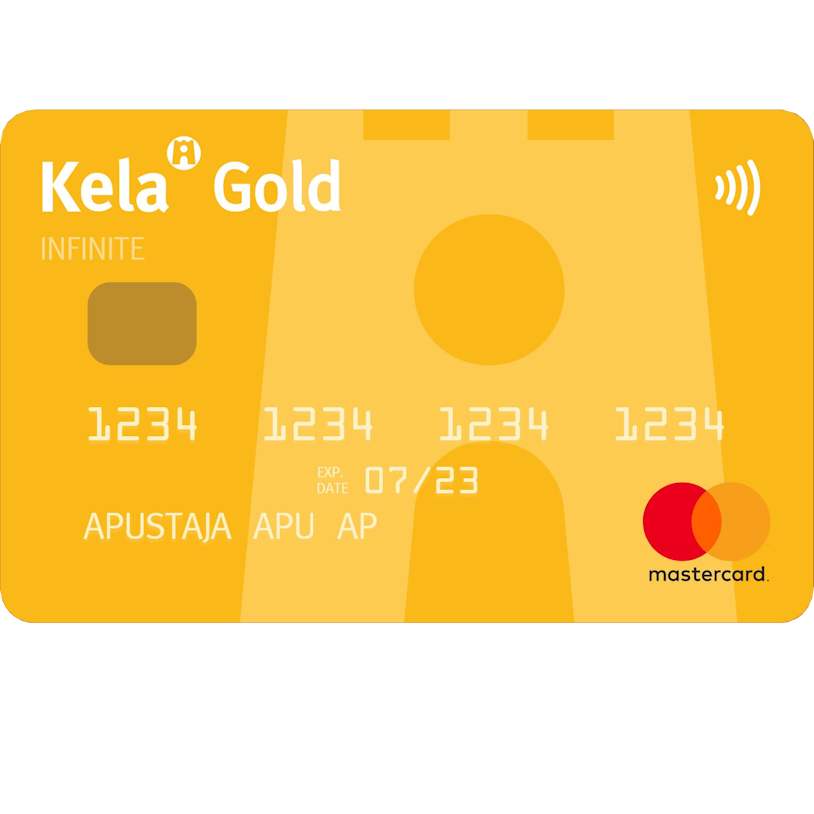 Kela Gold
INFINITE
1234 1234 1234 1234
EXP.
DATE 07/23
APUSTAJA APU AP
mastercard.